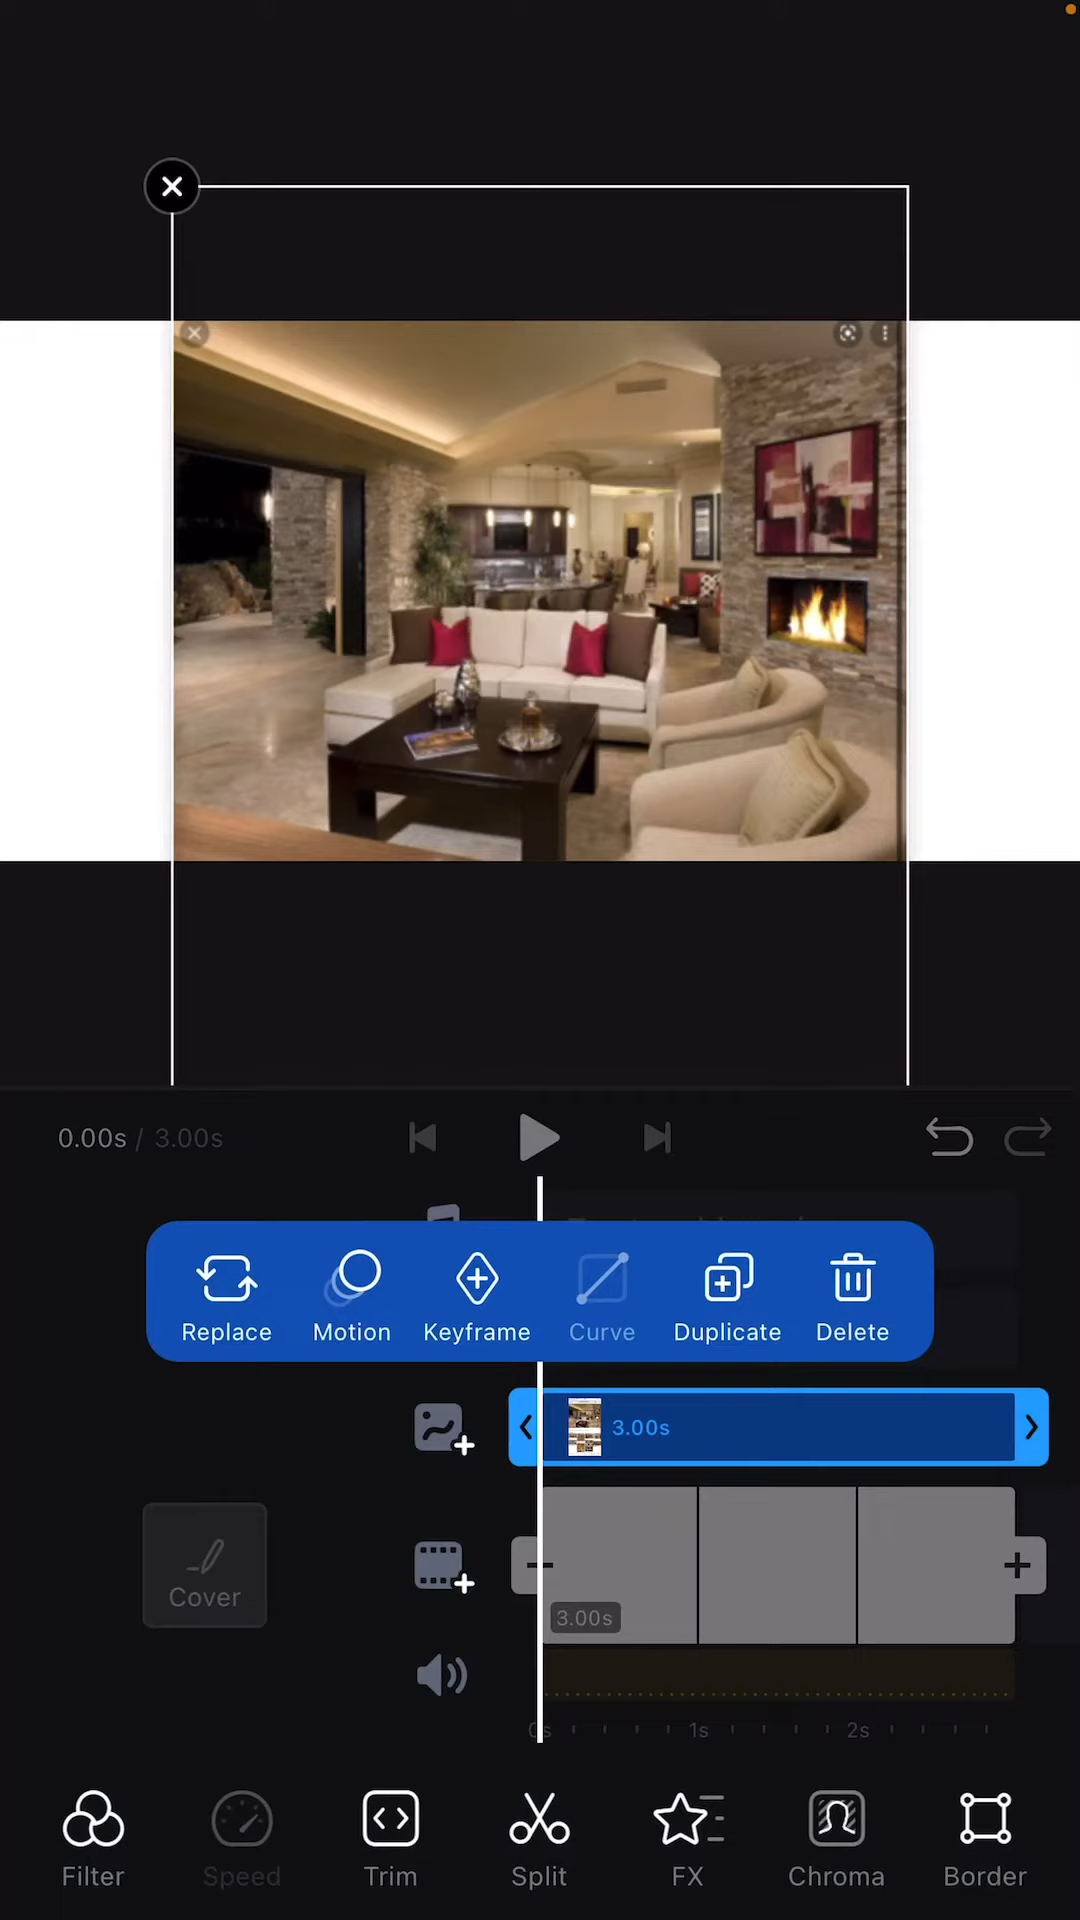 0.00s / 3.00s
Replace Motion Keyframe Curve Duplicate Delete
3.00s
Cover
3.00s
0s 1s 2s
Filter Speed Trim Split FX Chroma Border